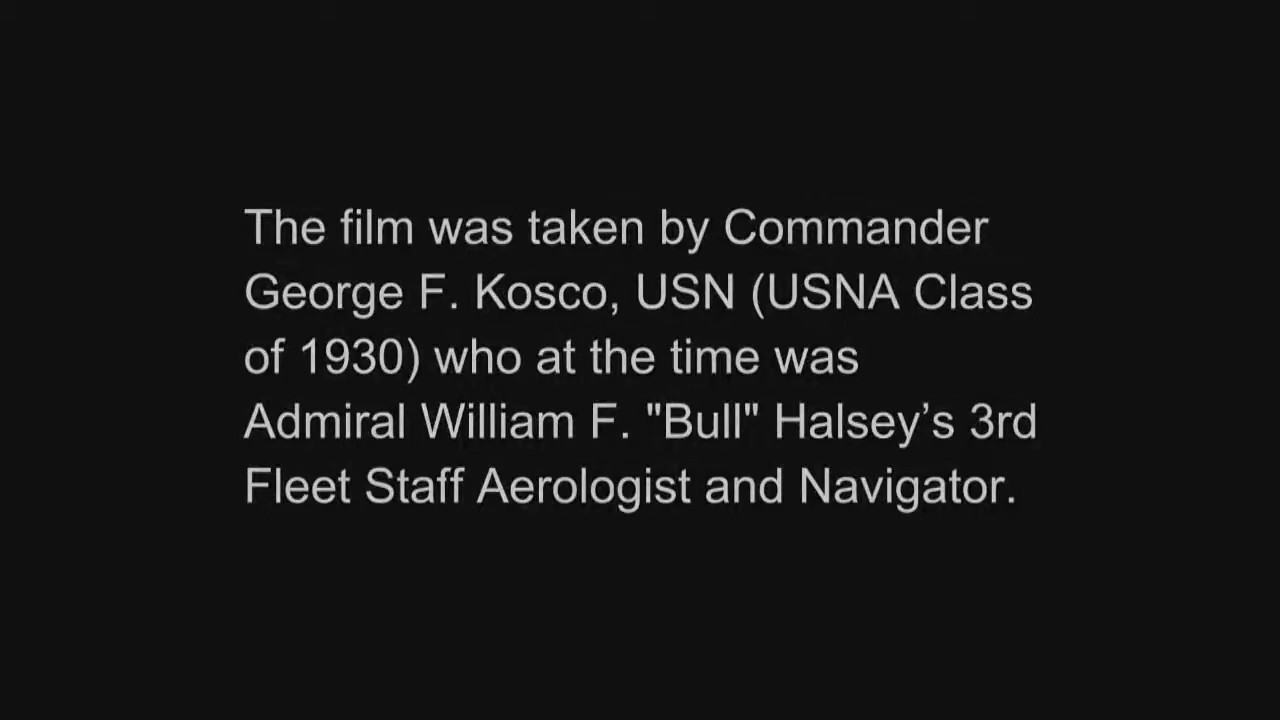 The film was taken by Commander
George F. Kosco, USN (USNA Class
of 1930) who at the time was
Admiral William F. "Bull" Halsey’s 3rd
Fleet Staff Aerologist and Navigator.